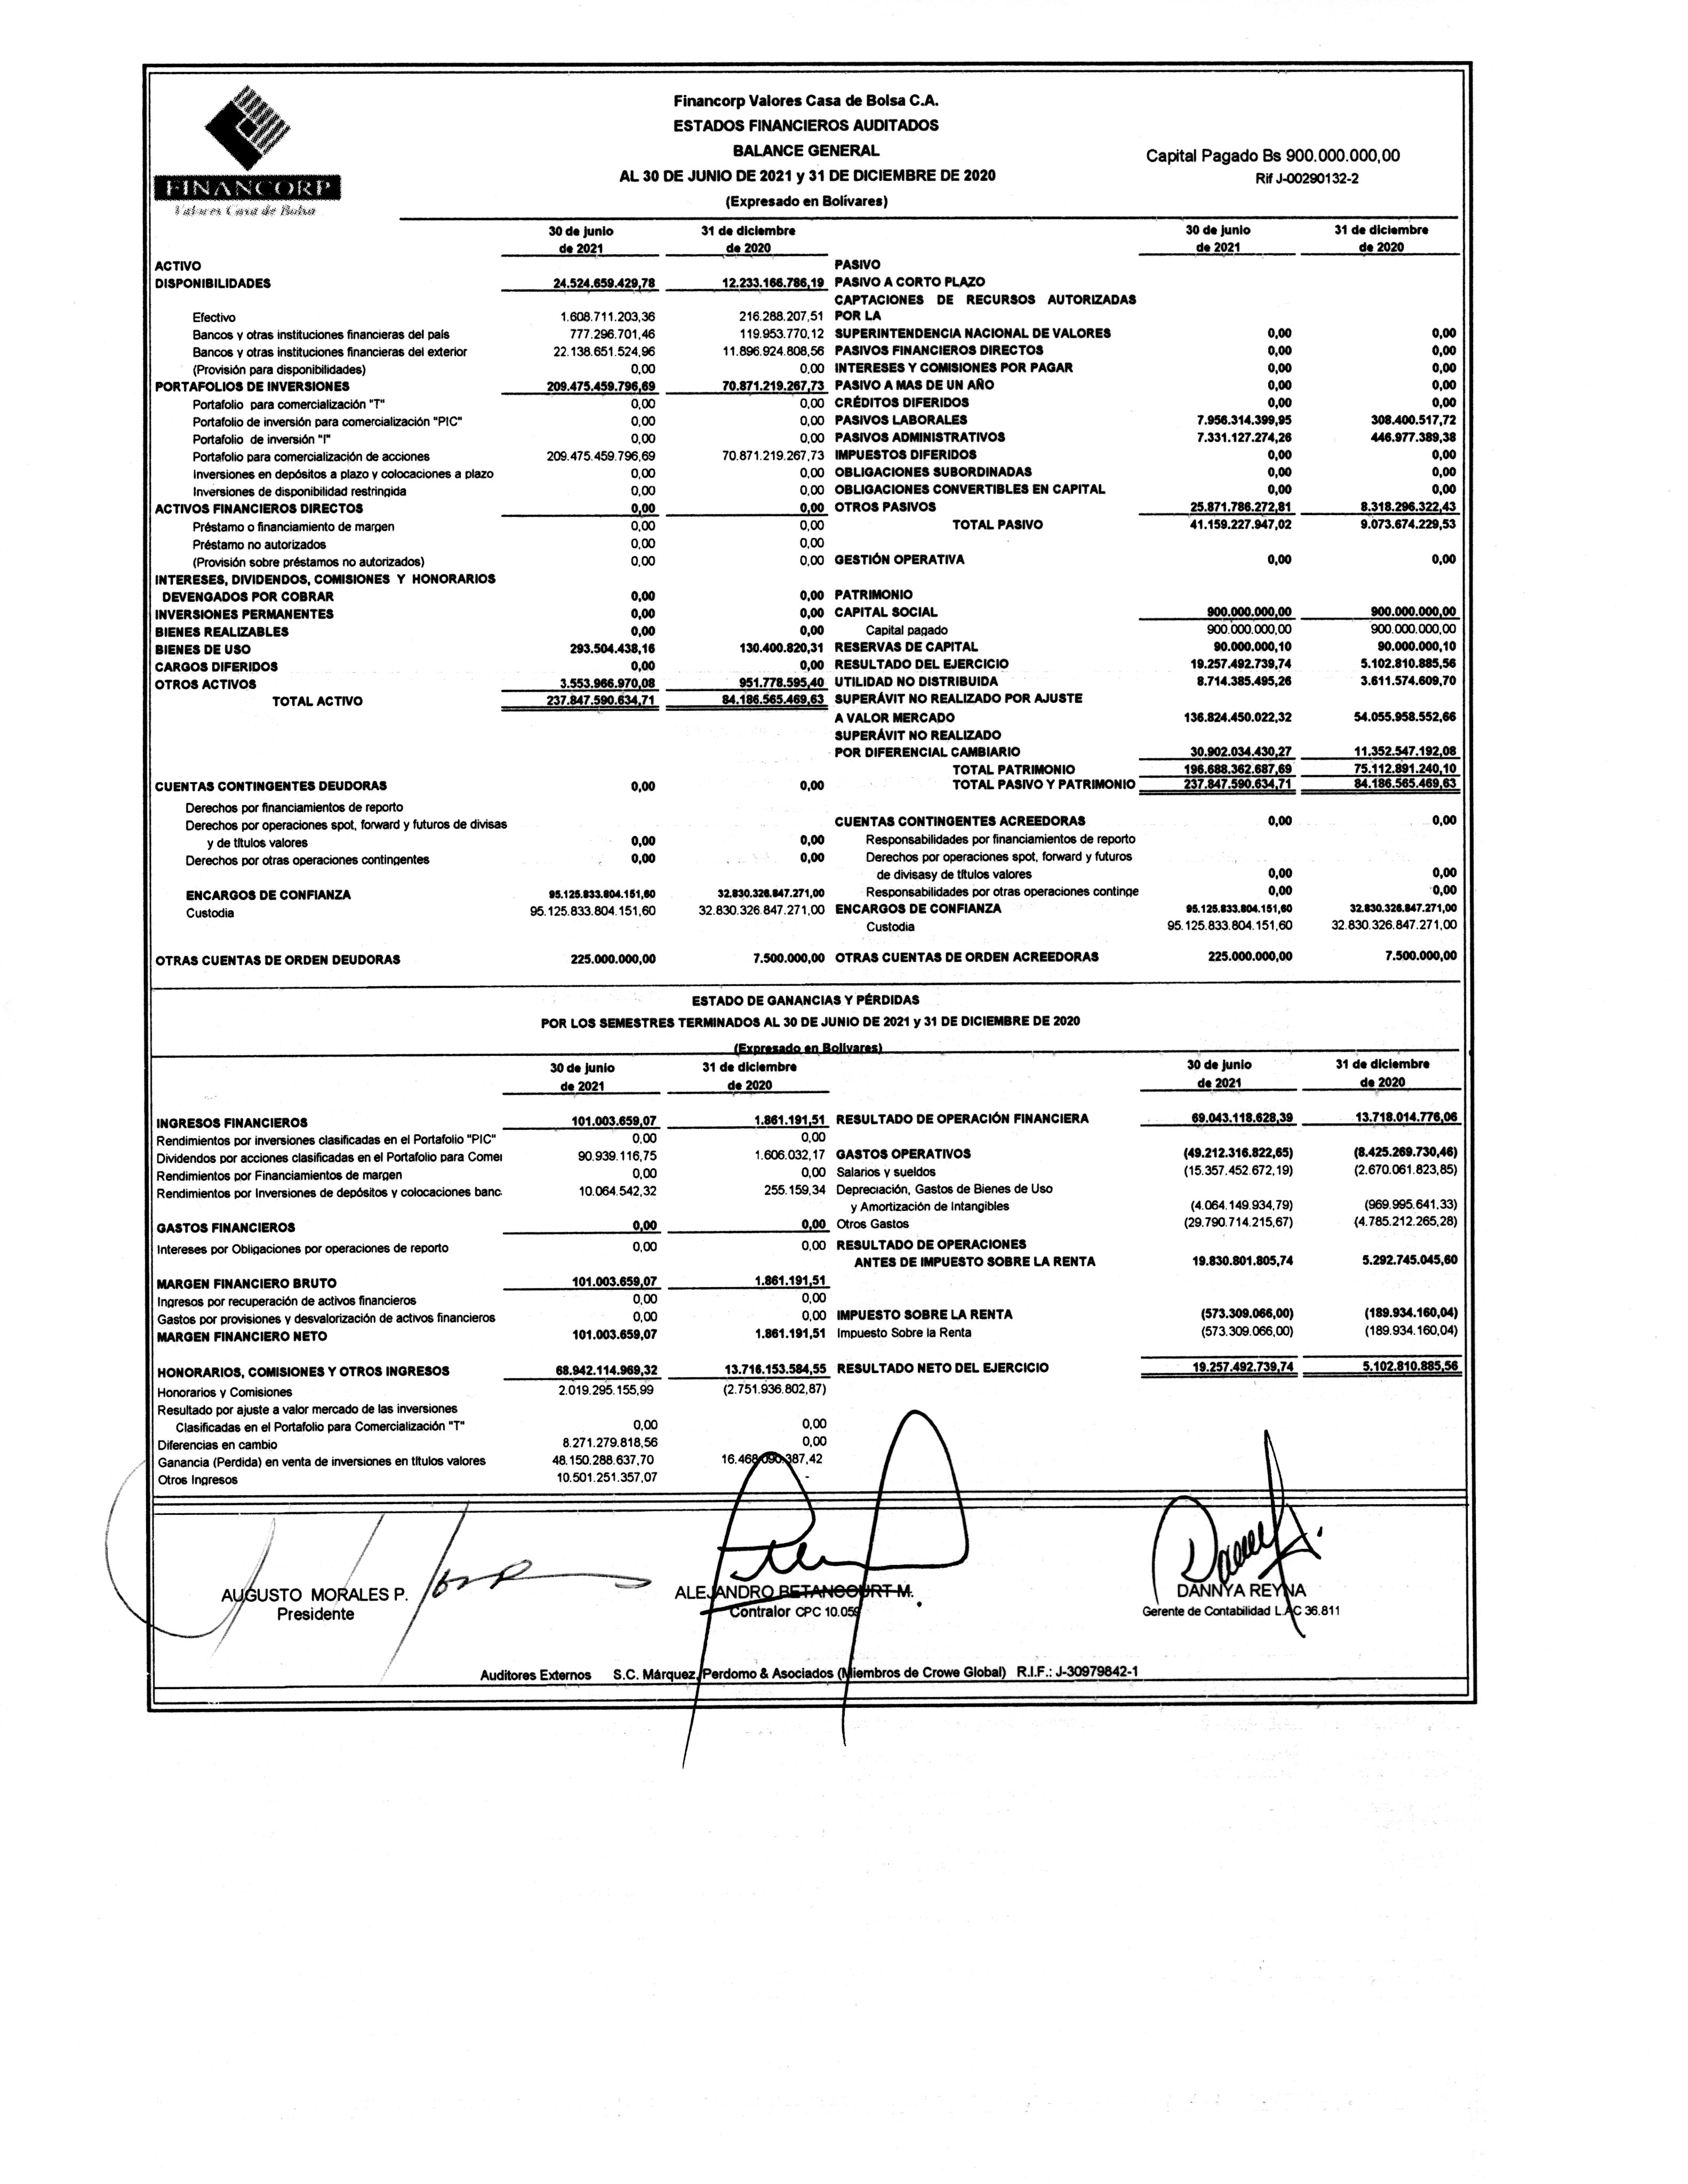 FINANCORP
Valores Casa de Bolsa
Financorp Valores Casa de Bolsa C.A.
ESTADOS FINANCIEROS AUDITADOS
BALANCE GENERAL
AL 30 DE JUNIO DE 2021 y 31 DE DICIEMBRE DE 2020
(Expresado en Bolívares)
Capital Pagado Bs 900.000.000,00
Rif J-00290132-2
30 de junio de 2021 31 de diciembre de 2020
ACTIVO
DISPONIBILIDADES 24.524.659.429,78 12.233.166.786,19
Efectivo 1.608.711.203,36 216.288.207,51
Bancos y otras instituciones financieras del país 777.296.701,46 119.953.770,12
Bancos y otras instituciones financieras del exterior 22.138.651.524,96 11.896.924.808,56
(Provisión para disponibilidades) 0,00 0,00
PORTAFOLIOS DE INVERSIONES 209.475.459.796,69 70.871.219.267,73
Portafolio para comercialización "T" 0,00 0,00
Portafolio de inversión para comercialización "PIC" 0,00 0,00
Portafolio de inversión "I" 0,00 0,00
Portafolio para comercialización de acciones 209.475.459.796,69 70.871.219.267,73
Inversiones en depósitos a plazo y colocaciones a plazo 0,00 0,00
Inversiones de disponibilidad restringida 0,00 0,00
ACTIVOS FINANCIEROS DIRECTOS 0,00 0,00
Préstamo o financiamiento de margen 0,00 0,00
Préstamo no autorizados 0,00 0,00
(Provisión sobre préstamos no autorizados) 0,00 0,00
INTERESES, DIVIDENDOS, COMISIONES Y HONORARIOS
DEVENGADOS POR COBRAR 0,00 0,00
INVERSIONES PERMANENTES 0,00 0,00
BIENES REALIZABLES 0,00 0,00
BIENES DE USO 293.504.438,16 130.400.820,31
CARGOS DIFERIDOS 0,00 0,00
OTROS ACTIVOS 3.553.966.970,08 951.778.595,40
TOTAL ACTIVO 237.847.590.634,71 84.186.565.469,63
CUENTAS CONTINGENTES DEUDORAS 0,00 0,00
Derechos por financiamientos de reporto
Derechos por operaciones spot, forward y futuros de divisas
y de títulos valores 0,00 0,00
Derechos por otras operaciones contingentes 0,00 0,00
ENCARGOS DE CONFIANZA 95.125.833.804.151,60 32.830.326.847.271,00
Custodia 95.125.833.804.151,60 32.830.326.847.271,00
OTRAS CUENTAS DE ORDEN DEUDORAS 225.000.000,00 7.500.000,00
30 de junio de 2021 31 de diciembre de 2020
PASIVO
PASIVO A CORTO PLAZO
CAPTACIONES DE RECURSOS AUTORIZADAS
POR LA
SUPERINTENDENCIA NACIONAL DE VALORES 0,00 0,00
PASIVOS FINANCIEROS DIRECTOS 0,00 0,00
INTERESES Y COMISIONES POR PAGAR 0,00 0,00
PASIVO A MAS DE UN AÑO 0,00 0,00
CRÉDITOS DIFERIDOS 0,00 0,00
PASIVOS LABORALES 7.956.314.399,95 308.400.517,72
PASIVOS ADMINISTRATIVOS 7.331.127.274,26 446.977.389,38
IMPUESTOS DIFERIDOS 0,00 0,00
OBLIGACIONES SUBORDINADAS 0,00 0,00
OBLIGACIONES CONVERTIBLES EN CAPITAL 0,00 0,00
OTROS PASIVOS 25.871.786.272,81 8.318.296.322,43
TOTAL PASIVO 41.159.227.947,02 9.073.674.229,53
GESTIÓN OPERATIVA 0,00 0,00
PATRIMONIO
CAPITAL SOCIAL 900.000.000,00 900.000.000,00
Capital pagado 900.000.000,00 900.000.000,00
RESERVAS DE CAPITAL 90.000.000,10 90.000.000,10
RESULTADO DEL EJERCICIO 19.257.492.739,74 5.102.810.885,56
UTILIDAD NO DISTRIBUIDA 8.714.385.495,26 3.611.574.609,70
SUPERÁVIT NO REALIZADO POR AJUSTE
A VALOR MERCADO 136.824.450.022,32 54.055.958.552,66
SUPERÁVIT NO REALIZADO
POR DIFERENCIAL CAMBIARIO 30.902.034.430,27 11.352.547.192,08
TOTAL PATRIMONIO 196.688.362.687,69 75.112.891.240,10
TOTAL PASIVO Y PATRIMONIO 237.847.590.634,71 84.186.565.469,63
CUENTAS CONTINGENTES ACREEDORAS 0,00 0,00
Responsabilidades por financiamientos de reporto
Derechos por operaciones spot, forward y futuros
de divisasy de títulos valores 0,00 0,00
Responsabilidades por otras operaciones continge 0,00 0,00
ENCARGOS DE CONFIANZA 95.125.833.804.151,60 32.830.326.847.271,00
Custodia 95.125.833.804.151,60 32.830.326.847.271,00
OTRAS CUENTAS DE ORDEN ACREEDORAS 225.000.000,00 7.500.000,00
ESTADO DE GANANCIAS Y PÉRDIDAS
POR LOS SEMESTRES TERMINADOS AL 30 DE JUNIO DE 2021 y 31 DE DICIEMBRE DE 2020
(Expresado en Bolívares)
30 de junio de 2021 31 de diciembre de 2020
INGRESOS FINANCIEROS 101.003.659,07 1.861.191,51
Rendimientos por inversiones clasificadas en el Portafolio "PIC" 0,00 0,00
Dividendos por acciones clasificadas en el Portafolio para Comer 90.939.116,75 1.606.032,17
Rendimientos por Financiamientos de margen 0,00 0,00
Rendimientos por Inversiones de depósitos y colocaciones banc 10.064.542,32 255.159,34
GASTOS FINANCIEROS 0,00 0,00
Intereses por Obligaciones por operaciones de reporto 0,00 0,00
MARGEN FINANCIERO BRUTO 101.003.659,07 1.861.191,51
Ingresos por recuperación de activos financieros 0,00 0,00
Gastos por provisiones y desvalorización de activos financieros 0,00 0,00
MARGEN FINANCIERO NETO 101.003.659,07 1.861.191,51
HONORARIOS, COMISIONES Y OTROS INGRESOS 68.942.114.969,32 13.716.153.584,55
Honorarios y Comisiones 2.019.295.155,99 (2.751.936.802,87)
Resultado por ajuste a valor mercado de las inversiones
Clasificadas en el Portafolio para Comercialización "T" 0,00 0,00
Diferencias en cambio 8.271.279.818,56 0,00
Ganancia (Perdida) en venta de inversiones en títulos valores 48.150.288.637,70 16.468.090.387,42
Otros Ingresos 10.501.251.357,07 -
30 de junio de 2021 31 de diciembre de 2020
RESULTADO DE OPERACIÓN FINANCIERA 69.043.118.628,39 13.718.014.776,06
GASTOS OPERATIVOS (49.212.316.822,65) (8.425.269.730,46)
Salarios y sueldos (15.357.452.672,19) (2.670.061.823,85)
Depreciación, Gastos de Bienes de Uso
y Amortización de Intangibles (4.064.149.934,79) (969.995.641,33)
Otros Gastos (29.790.714.215,67) (4.785.212.265,28)
RESULTADO DE OPERACIONES
ANTES DE IMPUESTO SOBRE LA RENTA 19.830.801.805,74 5.292.745.045,60
IMPUESTO SOBRE LA RENTA (573.309.066,00) (189.934.160,04)
Impuesto Sobre la Renta (573.309.066,00) (189.934.160,04)
RESULTADO NETO DEL EJERCICIO 19.257.492.739,74 5.102.810.885,56
AUGUSTO MORALES P.
Presidente
ALEJANDRO BETANCOURT M.
Contralor CPC 10.059
DANNYA REYNA
Gerente de Contabilidad L.AC 36.811
Auditores Externos S.C. Márquez, Perdomo & Asociados (Miembros de Crowe Global) R.I.F.: J-30979842-1